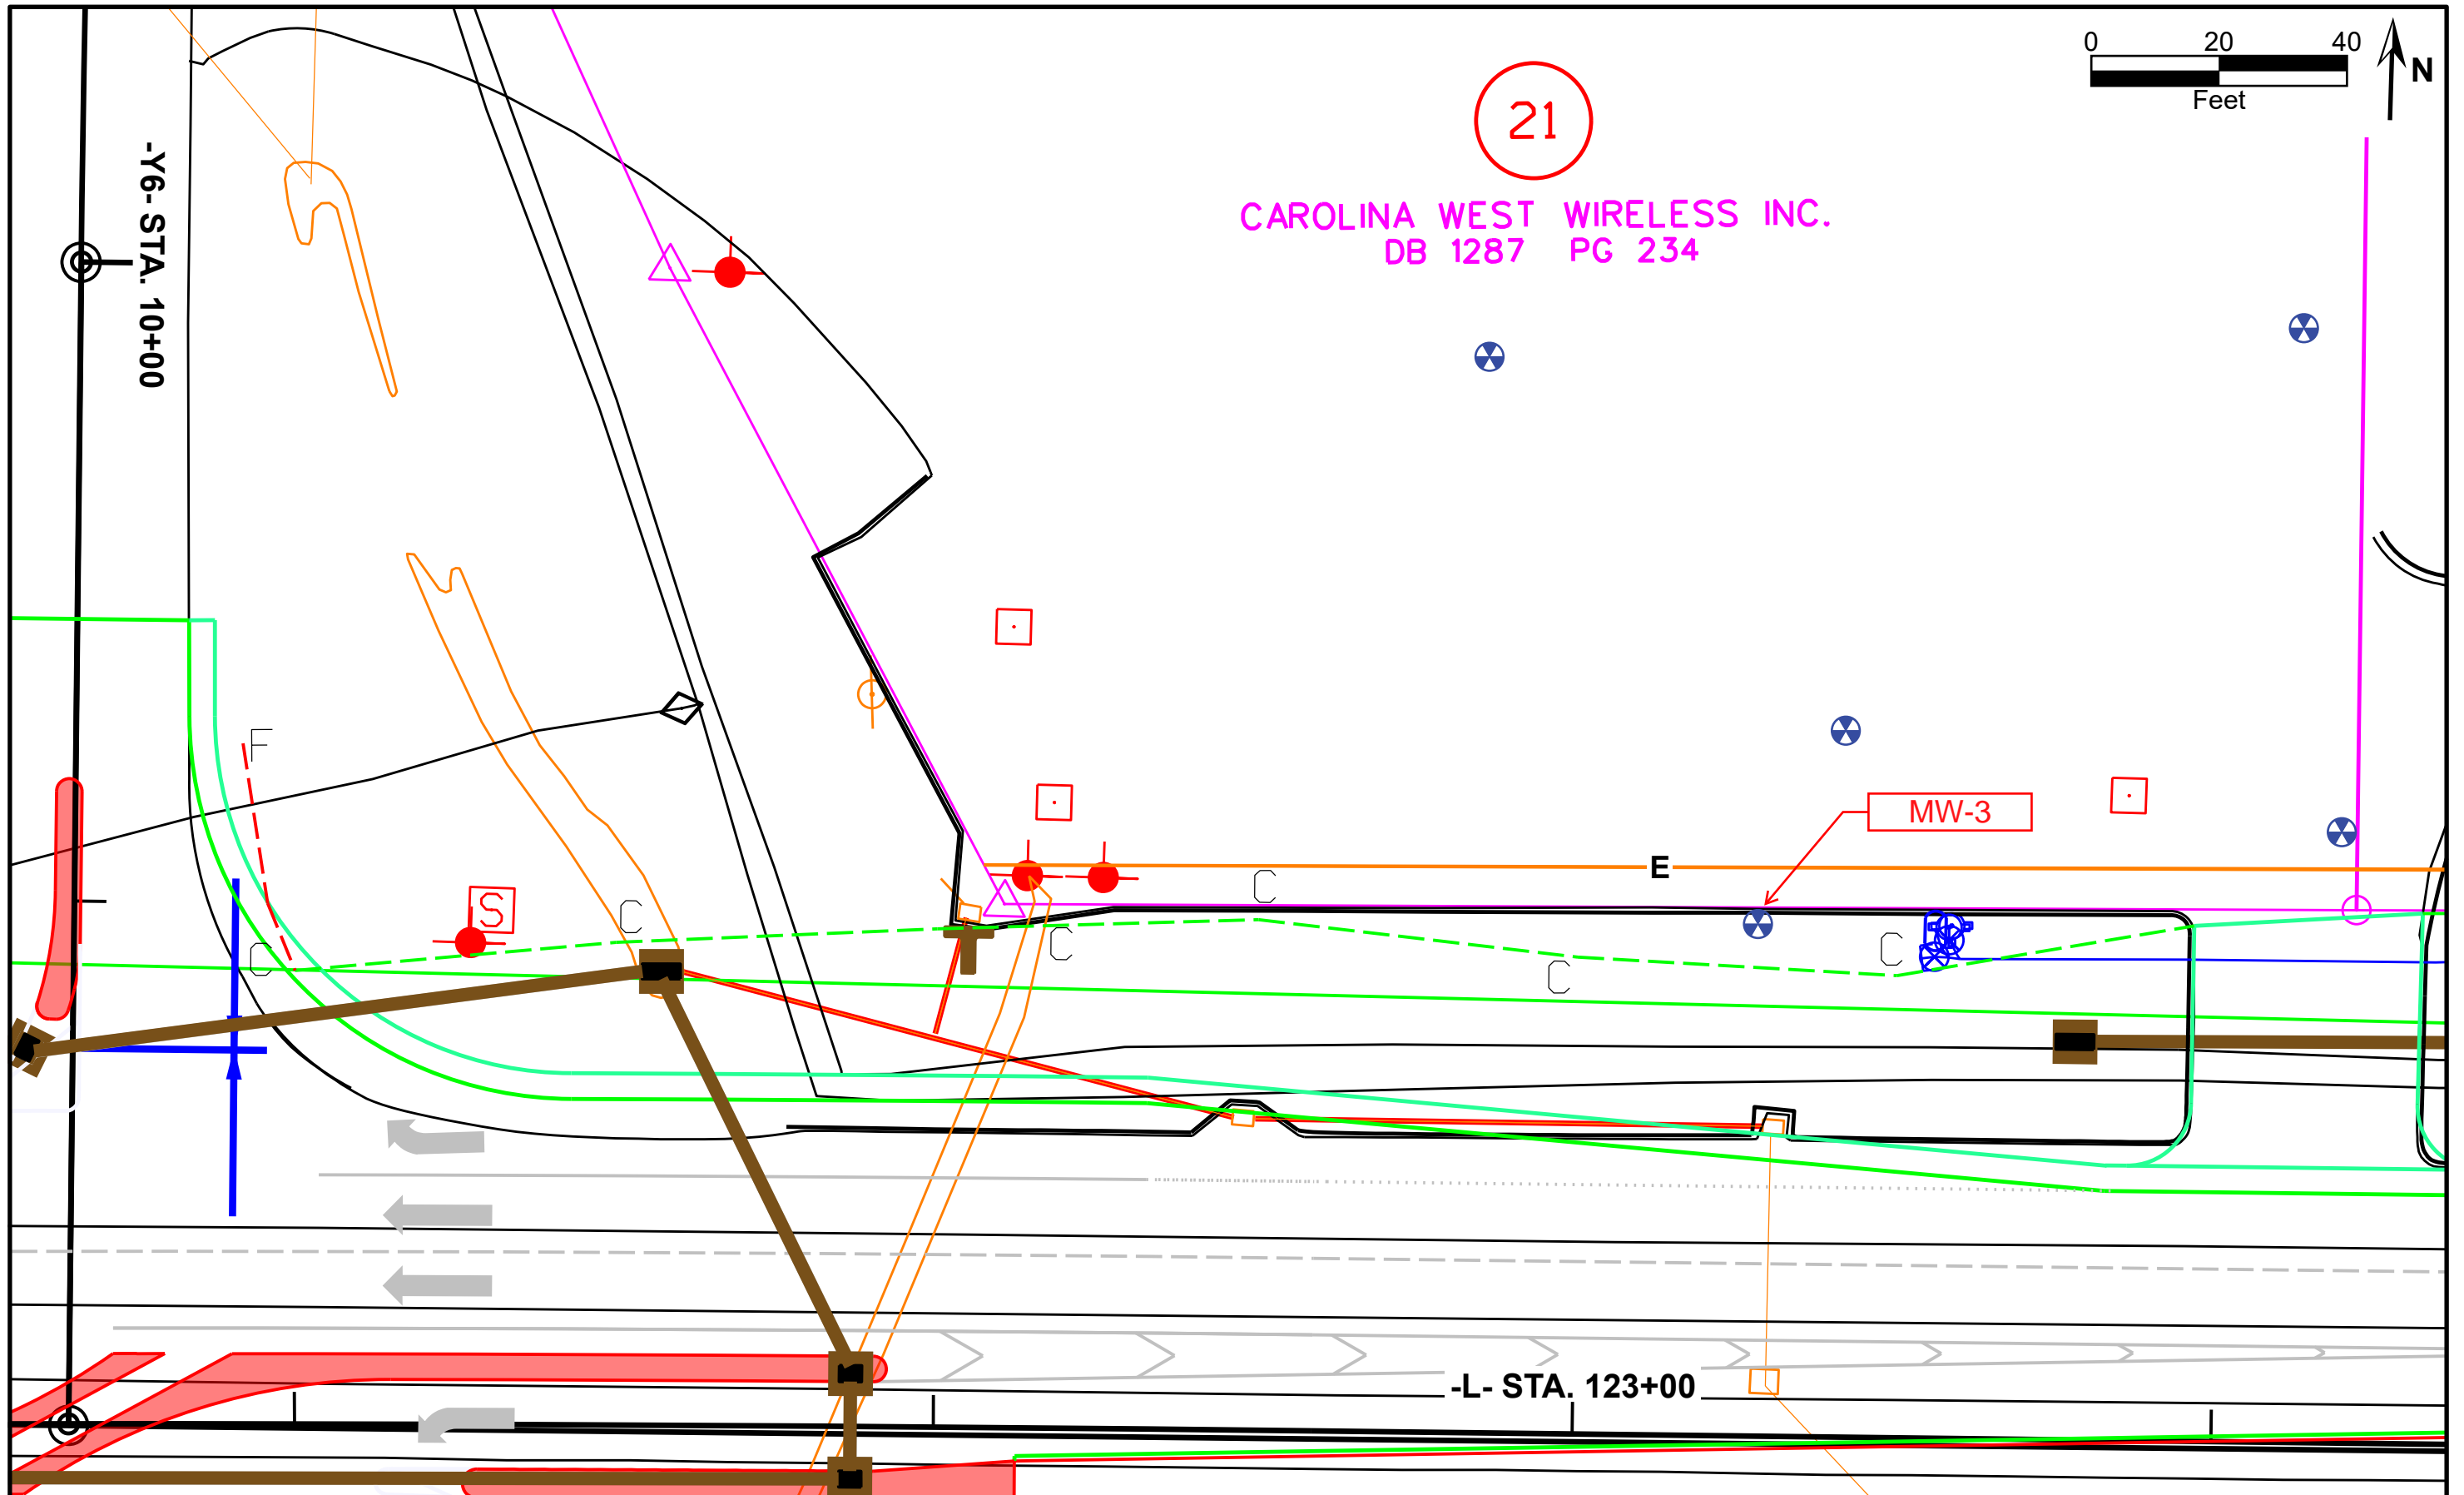 0 20 40
Feet
N
21
CAROLINA WEST WIRELESS INC.
DB 1287 PG 234
-Y6- STA. 10+00
F
MW-3
E
S
C
C
C
C
C
C
-L- STA. 123+00